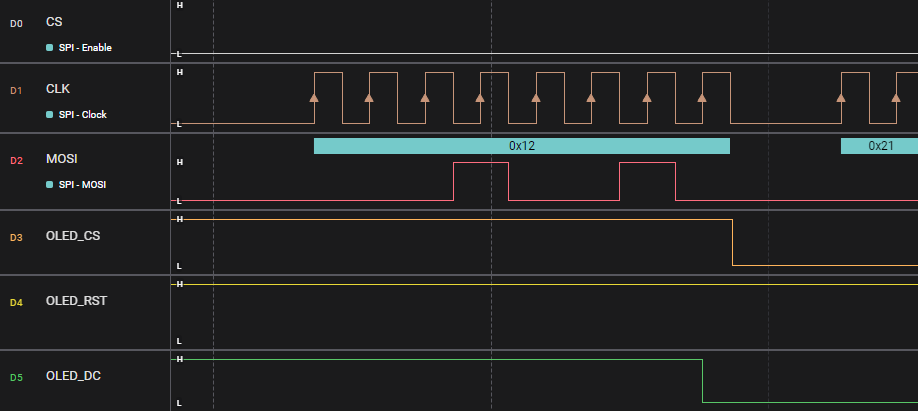 D0 CS H
SPI - Enable L
D1 CLK H
SPI - Clock L
0x12 0x21
D2 MOSI H
SPI - MOSI L
D3 OLED_CS H
L
D4 OLED_RST H
L
D5 OLED_DC H
L